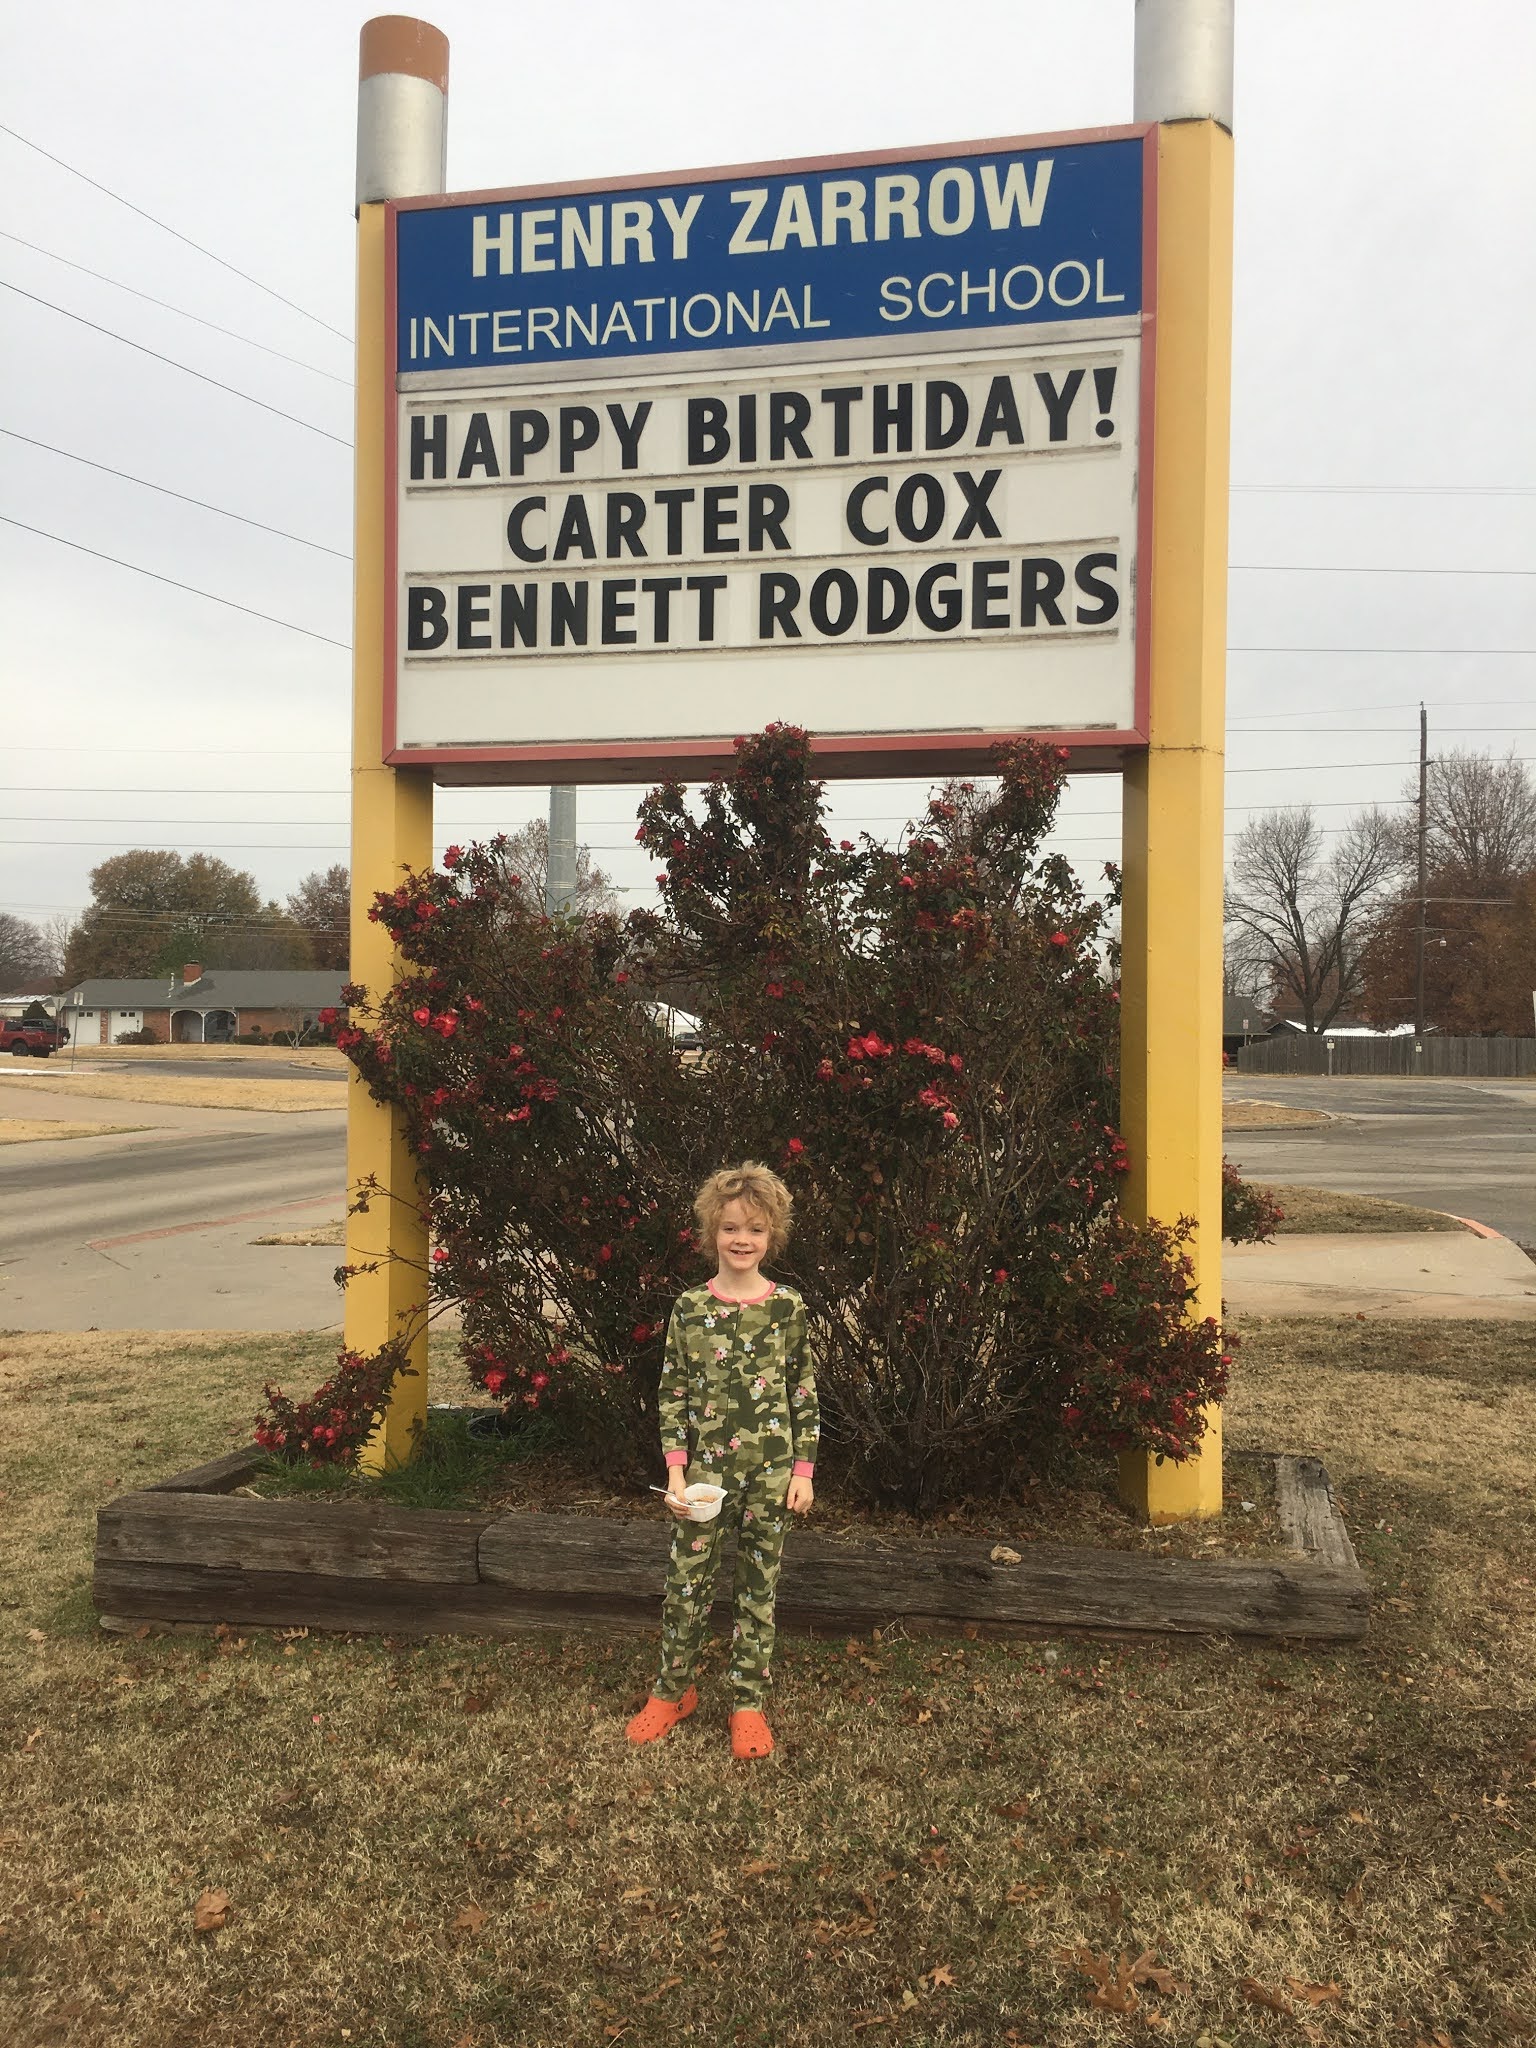 HENRY ZARROW
INTERNATIONAL SCHOOL
HAPPY BIRTHDAY!
CARTER COX
BENNETT RODGERS